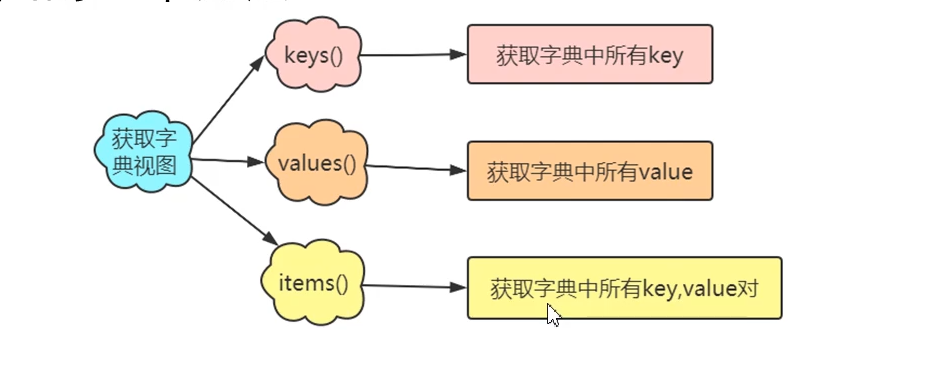 keys()
获取字典中所有key
获取字
典视图
values()
获取字典中所有value
items()
获取字典中所有key,value对